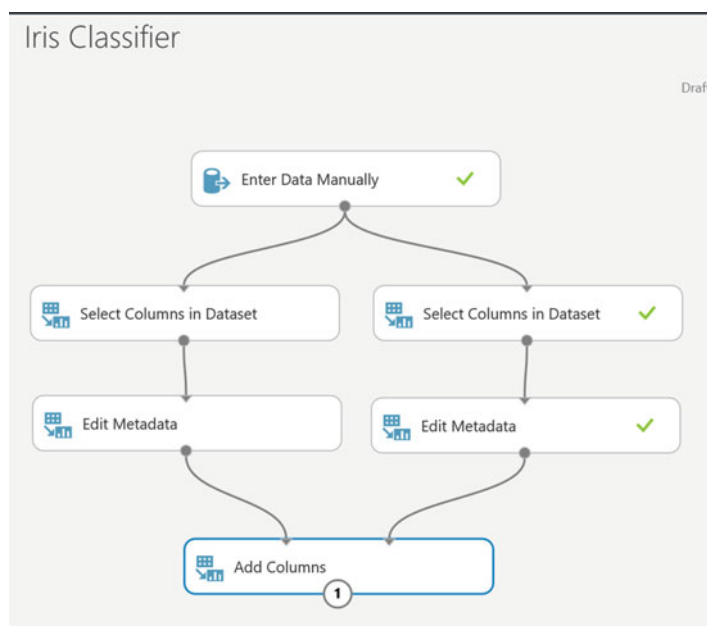 Iris Classifier
Draf
Enter Data Manually
Select Columns in Dataset
Select Columns in Dataset
Edit Metadata
Edit Metadata
Add Columns
1